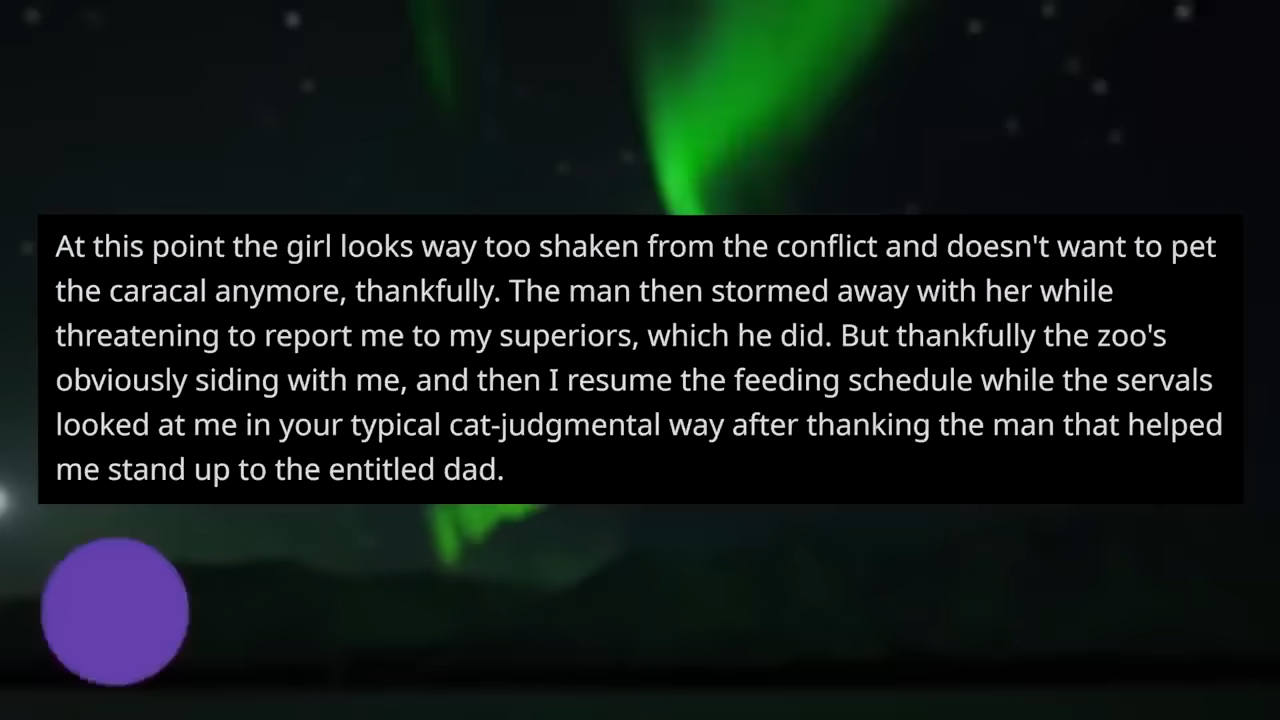 At this point the girl looks way too shaken from the conflict and doesn't want to pet
the caracal anymore, thankfully. The man then stormed away with her while
threatening to report me to my superiors, which he did. But thankfully the zoo's
obviously siding with me, and then I resume the feeding schedule while the servals
looked at me in your typical cat-judgmental way after thanking the man that helped
me stand up to the entitled dad.